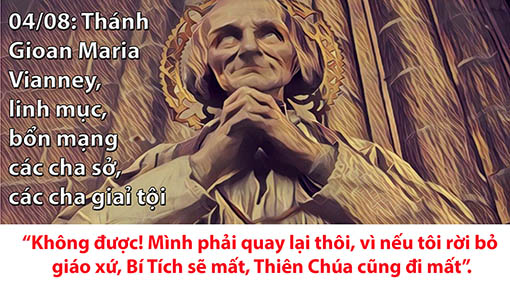 04/08: Thánh
Gioan Maria
Vianney,
linh mục,
bổn mạng
các cha sở,
các cha giaỉ tội
“Không được! Mình phải quay lại thôi, vì nếu tôi rời bỏ
giáo xứ, Bí Tích sẽ mất, Thiên Chúa cũng đi mất”.